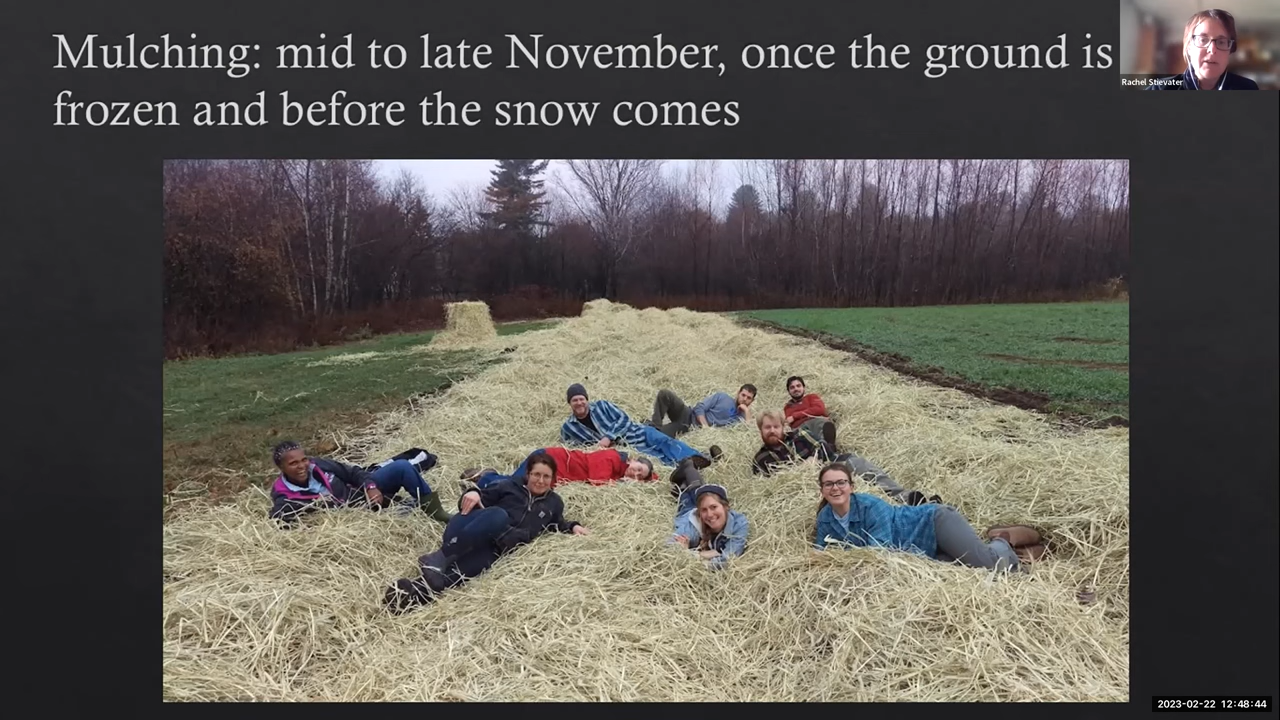 Mulching: mid to late November, once the ground is
frozen and before the snow comes
Rachel Stievater
2023-02-22 12:48:44